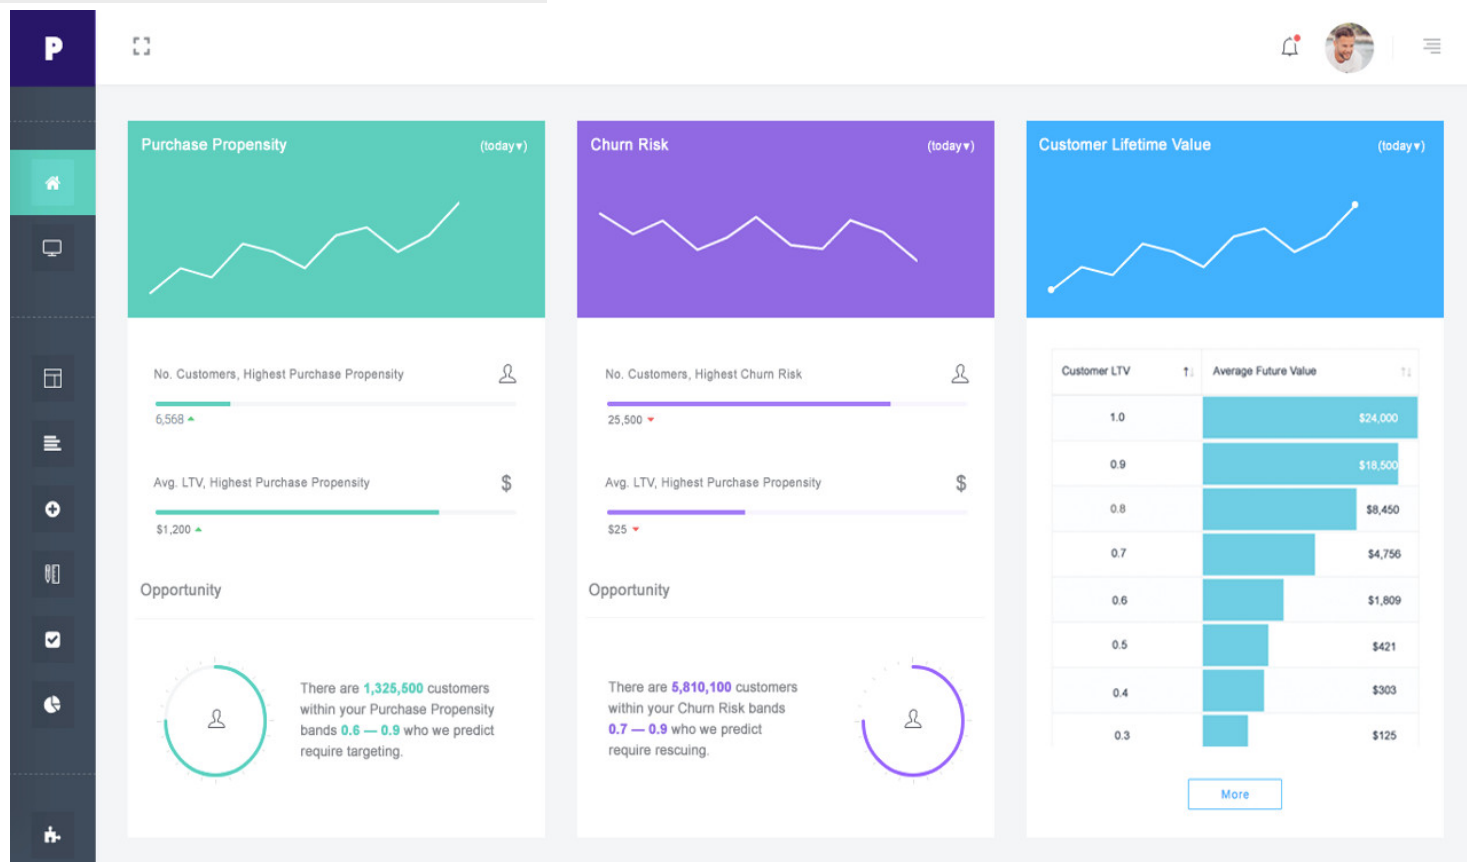 P
Purchase Propensity
(today▾)
No. Customers, Highest Purchase Propensity
6,568
Avg. LTV, Highest Purchase Propensity
$
$1,200
Opportunity
There are 1,325,500 customers
within your Purchase Propensity
bands 0.6 — 0.9 who we predict
require targeting.
Churn Risk
(today▾)
No. Customers, Highest Churn Risk
25,500
Avg. LTV, Highest Purchase Propensity
$
$25
Opportunity
There are 5,810,100 customers
within your Churn Risk bands
0.7 — 0.9 who we predict
require rescuing.
Customer Lifetime Value
(today▾)
Customer LTV ↑↓ Average Future Value ↑↓
1.0 $24,000
0.9 $18,500
0.8 $8,450
0.7 $4,756
0.6 $1,809
0.5 $421
0.4 $303
0.3 $125
More